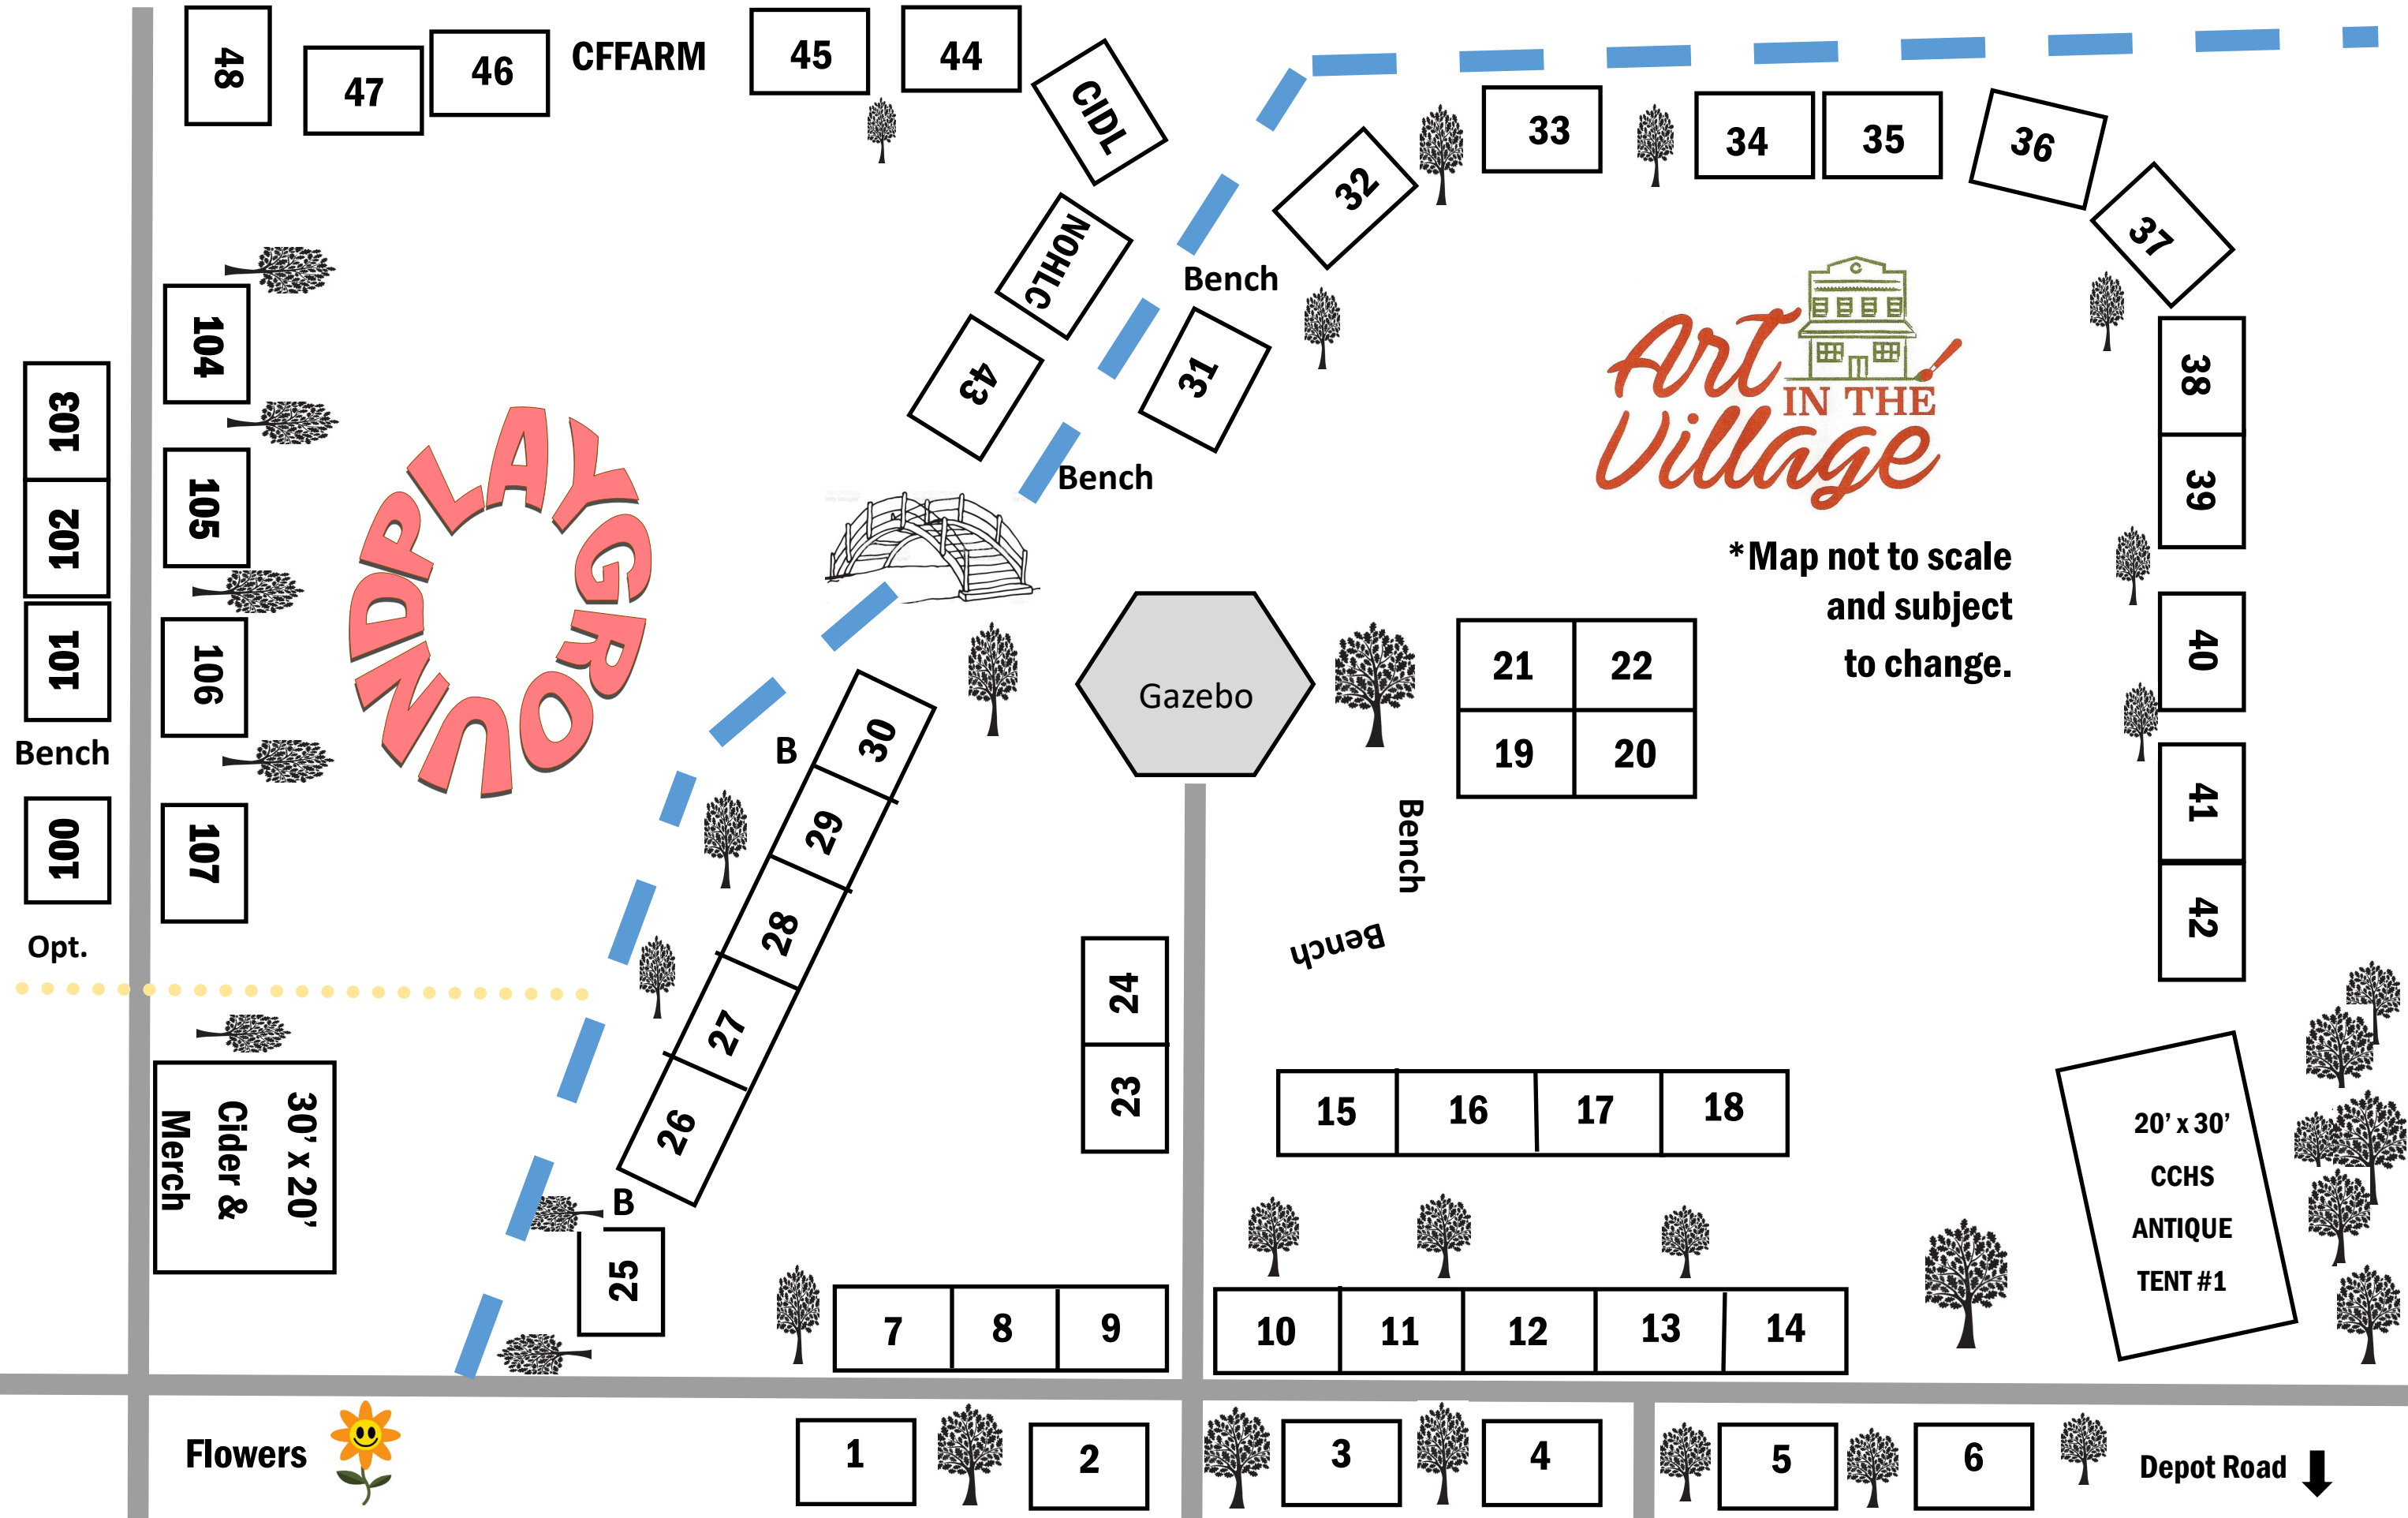 48
47
46
CFFARM
45
44
CIDL
NOHLC
43
32
33
34
35
36
37
Bench
31
Bench
Art
IN THE
Village
*Map not to scale
and subject
to change.
38
39
40
41
42
104
105
106
107
103
102
101
Bench
100
Opt.
PLAYGROUND
Gazebo
21
22
19
20
Bench
Bench
B
30
29
28
27
26
B
25
24
23
15
16
17
18
30' x 20'
Cider &
Merch
20' x 30'
CCHS
ANTIQUE
TENT #1
7
8
9
10
11
12
13
14
Flowers
1
2
3
4
5
6
Depot Road